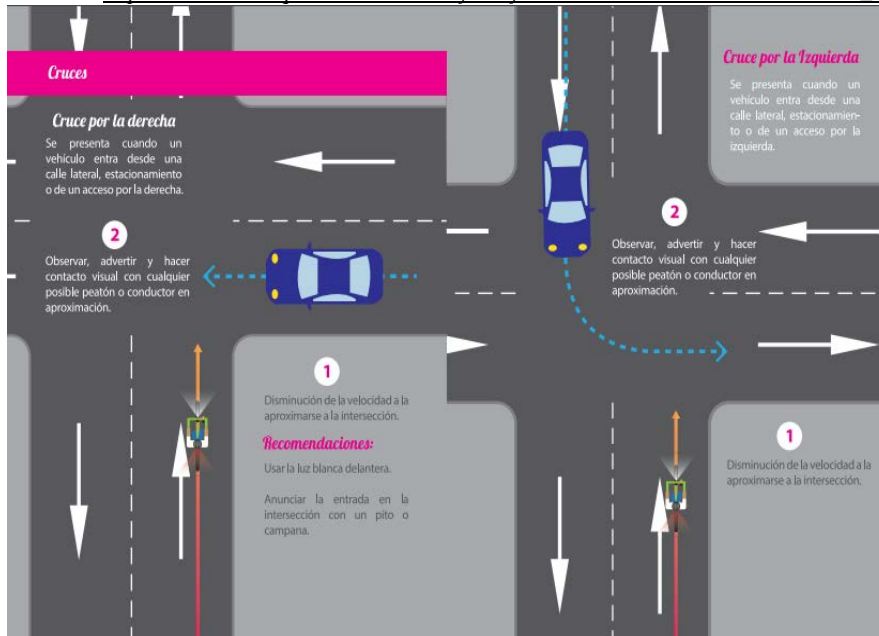 Cruces
Cruce por la derecha
Se presenta cuando un
vehículo entra desde una
calle lateral, estacionamiento
o de un acceso por la derecha.
2
Observar, advertir y hacer
contacto visual con cualquier
posible peatón o conductor en
aproximación.
1
Disminución de la velocidad a la
aproximarse a la intersección.
Recomendaciones:
Usar la luz blanca delantera.
Anunciar la entrada en la
intersección con un pito o
campana.
Cruce por la Izquierda
Se presenta cuando un
vehículo entra desde una
calle lateral, estacionamien-
to o de un acceso por la
izquierda.
2
Observar, advertir y hacer
contacto visual con cualquier
posible peatón o conductor en
aproximación.
1
Disminución de la velocidad a la
aproximarse a la intersección.